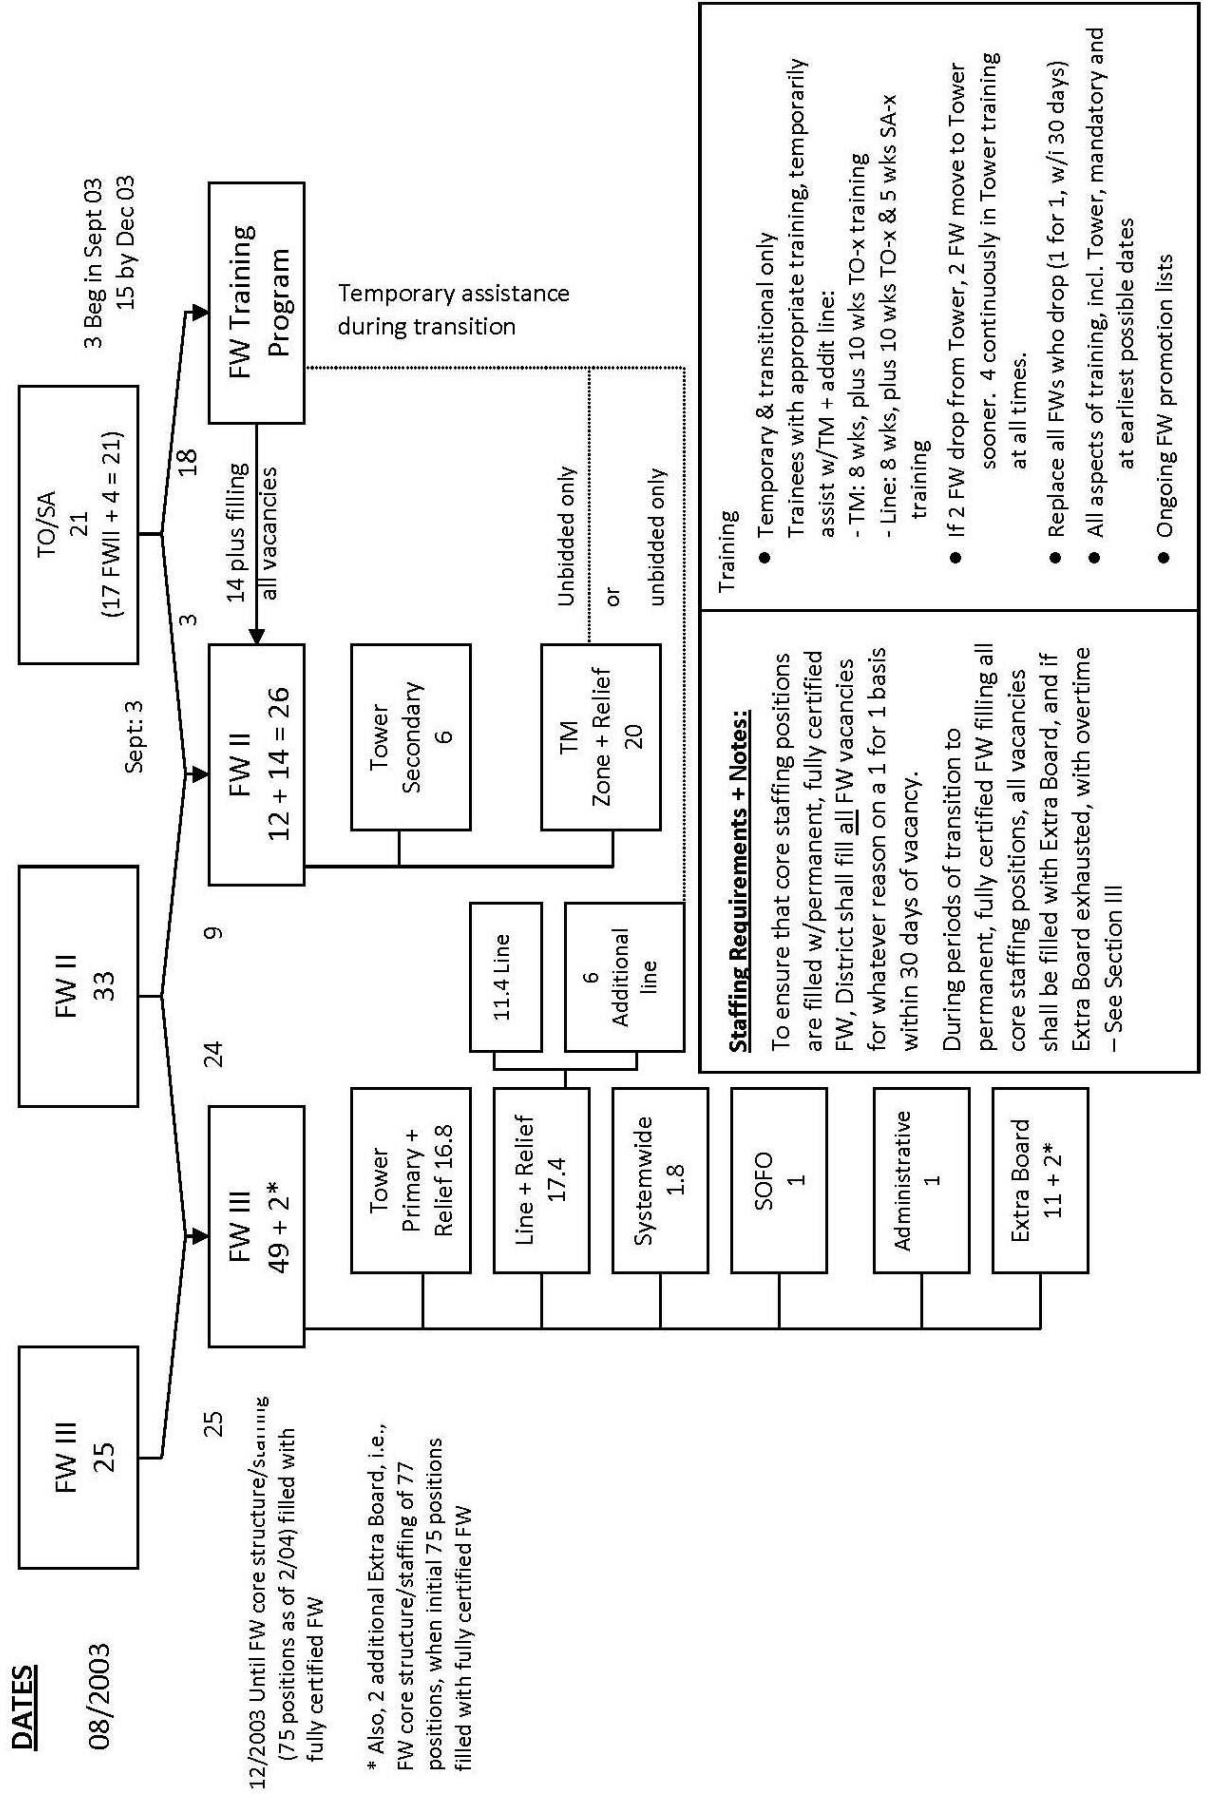 DATES
08/2003
FW III
25
FW II
33
TO/SA
21
(17 FWII + 4 = 21)
3 Beg in Sept 03
15 by Dec 03
25
24
9
Sept: 3
3
18
12/2003 Until FW core structure/staffing
(75 positions as of 2/04) filled with
fully certified FW
* Also, 2 additional Extra Board, i.e.,
FW core structure/staffing of 77
positions, when initial 75 positions
filled with fully certified FW
FW III
49 + 2*
FW II
12 + 14 = 26
14 plus filling
all vacancies
FW Training
Program
Tower
Primary +
Relief 16.8
Line + Relief
17.4
Systemwide
1.8
SOFO
1
Administrative
1
Extra Board
11 + 2*
11.4 Line
6
Additional
line
Tower
Secondary
6
TM
Zone + Relief
20
Temporary assistance
during transition
Unbidded only
or
unbidded only
Staffing Requirements + Notes:
To ensure that core staffing positions
are filled w/permanent, fully certified
FW, District shall fill all FW vacancies
for whatever reason on a 1 for 1 basis
within 30 days of vacancy.
During periods of transition to
permanent, fully certified FW filling all
core staffing positions, all vacancies
shall be filled with Extra Board, and if
Extra Board exhausted, with overtime
– See Section III
Training
● Temporary & transitional only
Trainees with appropriate training, temporarily
assist w/TM + addit line:
- TM: 8 wks, plus 10 wks TO-x training
- Line: 8 wks, plus 10 wks TO-x & 5 wks SA-x
training
● If 2 FW drop from Tower, 2 FW move to Tower
sooner. 4 continuously in Tower training
at all times.
● Replace all FWs who drop (1 for 1, w/i 30 days)
● All aspects of training, incl. Tower, mandatory and
at earliest possible dates
● Ongoing FW promotion lists